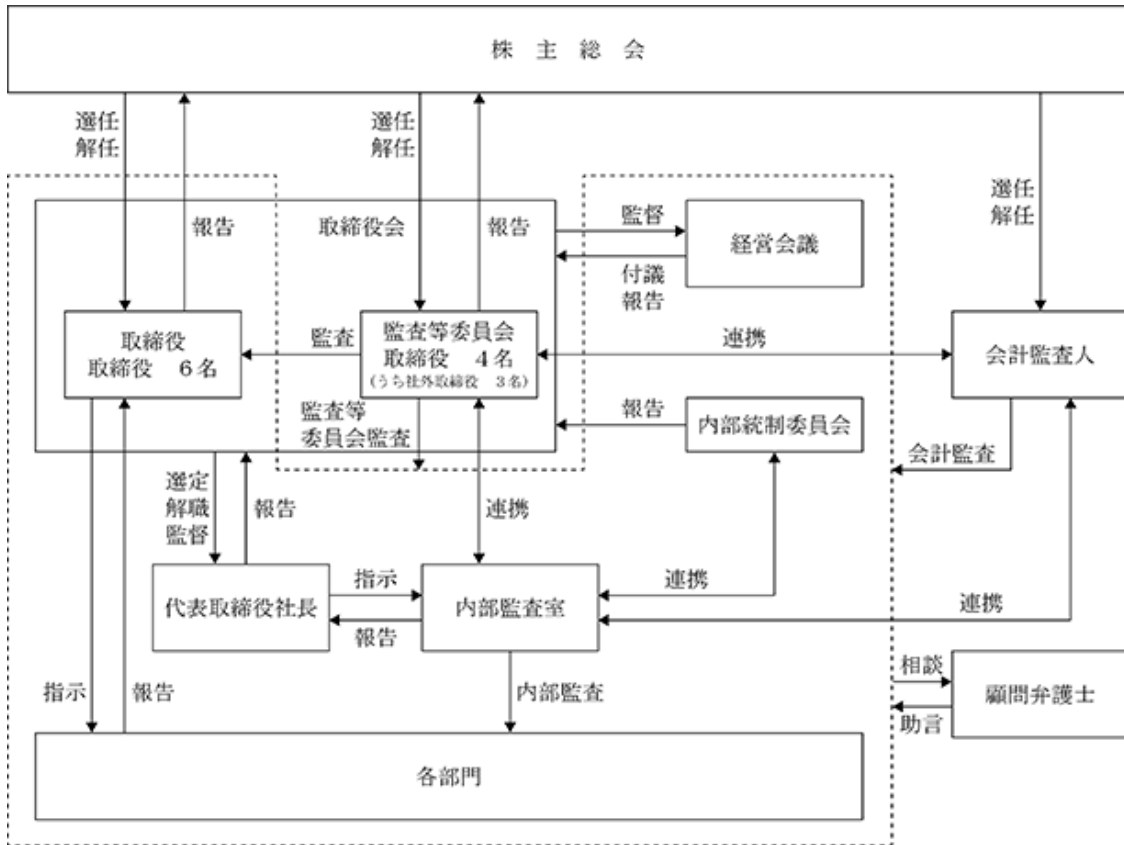 株 主 総 会
選任
解任
報告
選任
解任
報告
選任
解任
取締役会
監督
付議
報告
経営会議
取締役
取締役 6名
監査
監査等委員会
取締役 4名
(うち社外取締役 3名)
連携
会計監査人
監査等
委員会監査
報告
内部統制委員会
会計監査
選定
解職
監督
報告
連携
代表取締役社長
指示
報告
内部監査室
連携
連携
指示
報告
内部監査
相談
助言
顧問弁護士
各部門